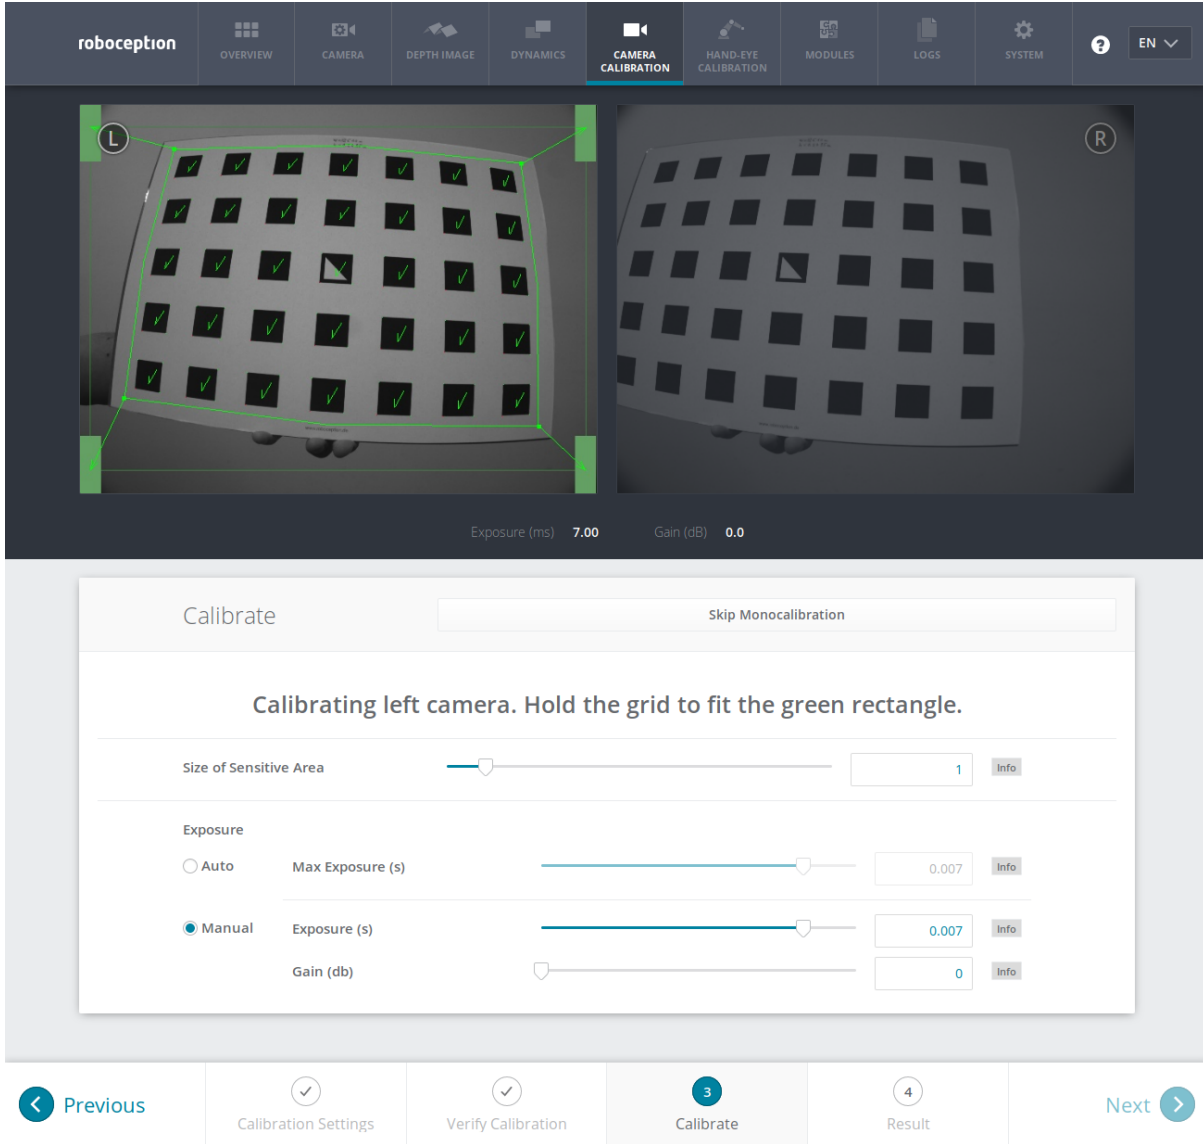 roboception
OVERVIEW
CAMERA
DEPTH IMAGE
DYNAMICS
CAMERA
CALIBRATION
HAND-EYE
CALIBRATION
MODULES
LOGS
SYSTEM
?
EN
L
R
Exposure (ms) 7.00 Gain (dB) 0.0
Calibrate
Skip Monocalibration
Calibrating left camera. Hold the grid to fit the green rectangle.
Size of Sensitive Area 1 Info
Exposure
Auto Max Exposure (s) 0.007 Info
Manual Exposure (s) 0.007 Info
Gain (db) 0 Info
Previous
Calibration Settings
Verify Calibration
3
Calibrate
4
Result
Next